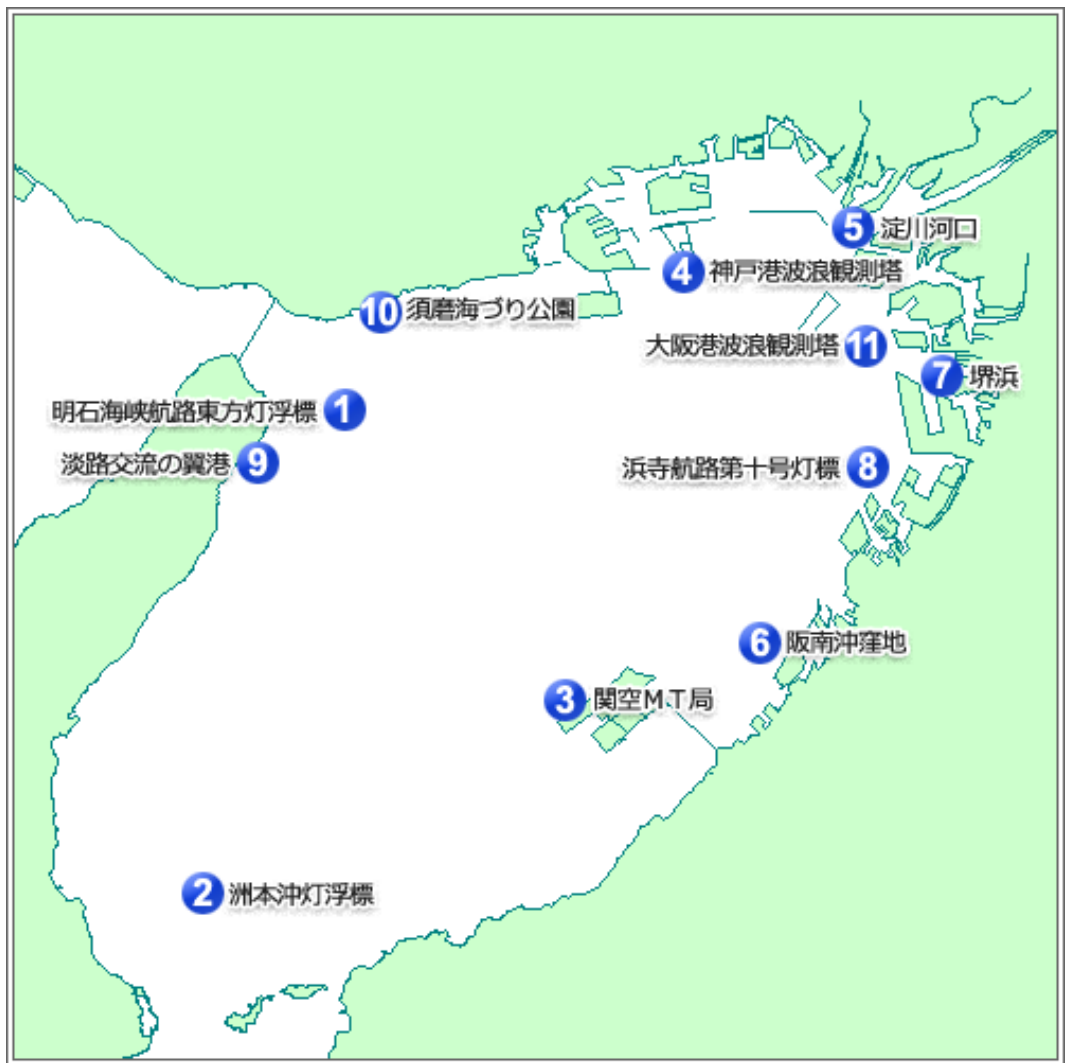 5 淀川河口
4 神戸港波浪観測塔
10 須磨海づり公園
大阪港波浪観測塔 11
7 堺浜
明石海峡航路東方灯浮標 1
淡路交流の翼港 9
浜寺航路第十号灯標 8
6 阪南沖窪地
3 関空MT局
2 洲本沖灯浮標